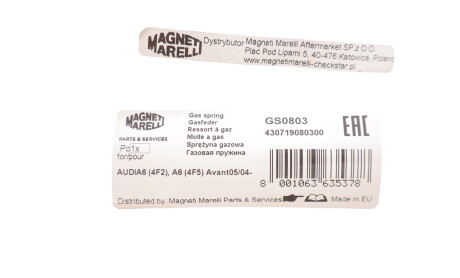 MAGNETI
MARELLI
Dystrybutor Magneti Marelli Aftermarket SP.z O.O
Plac Pod Lipami 5, 40-476 Katowice, Poland
www.magnetimarelli-checkstar.pl
MAGNETI
MARELLI
PARTS & SERVICES
Pd1x
for/pour
Gas spring
Gasfeder
Ressort à gaz
Molle a gas
Sprężyna gazowa
Газовая пружина
GS0803
430719080300
EAC
AUDIA6 (4F2), A6 (4F5) Avant05/04-
8 001063 635378
Distributed by: Magneti Marelli Parts & Services
Made in EU